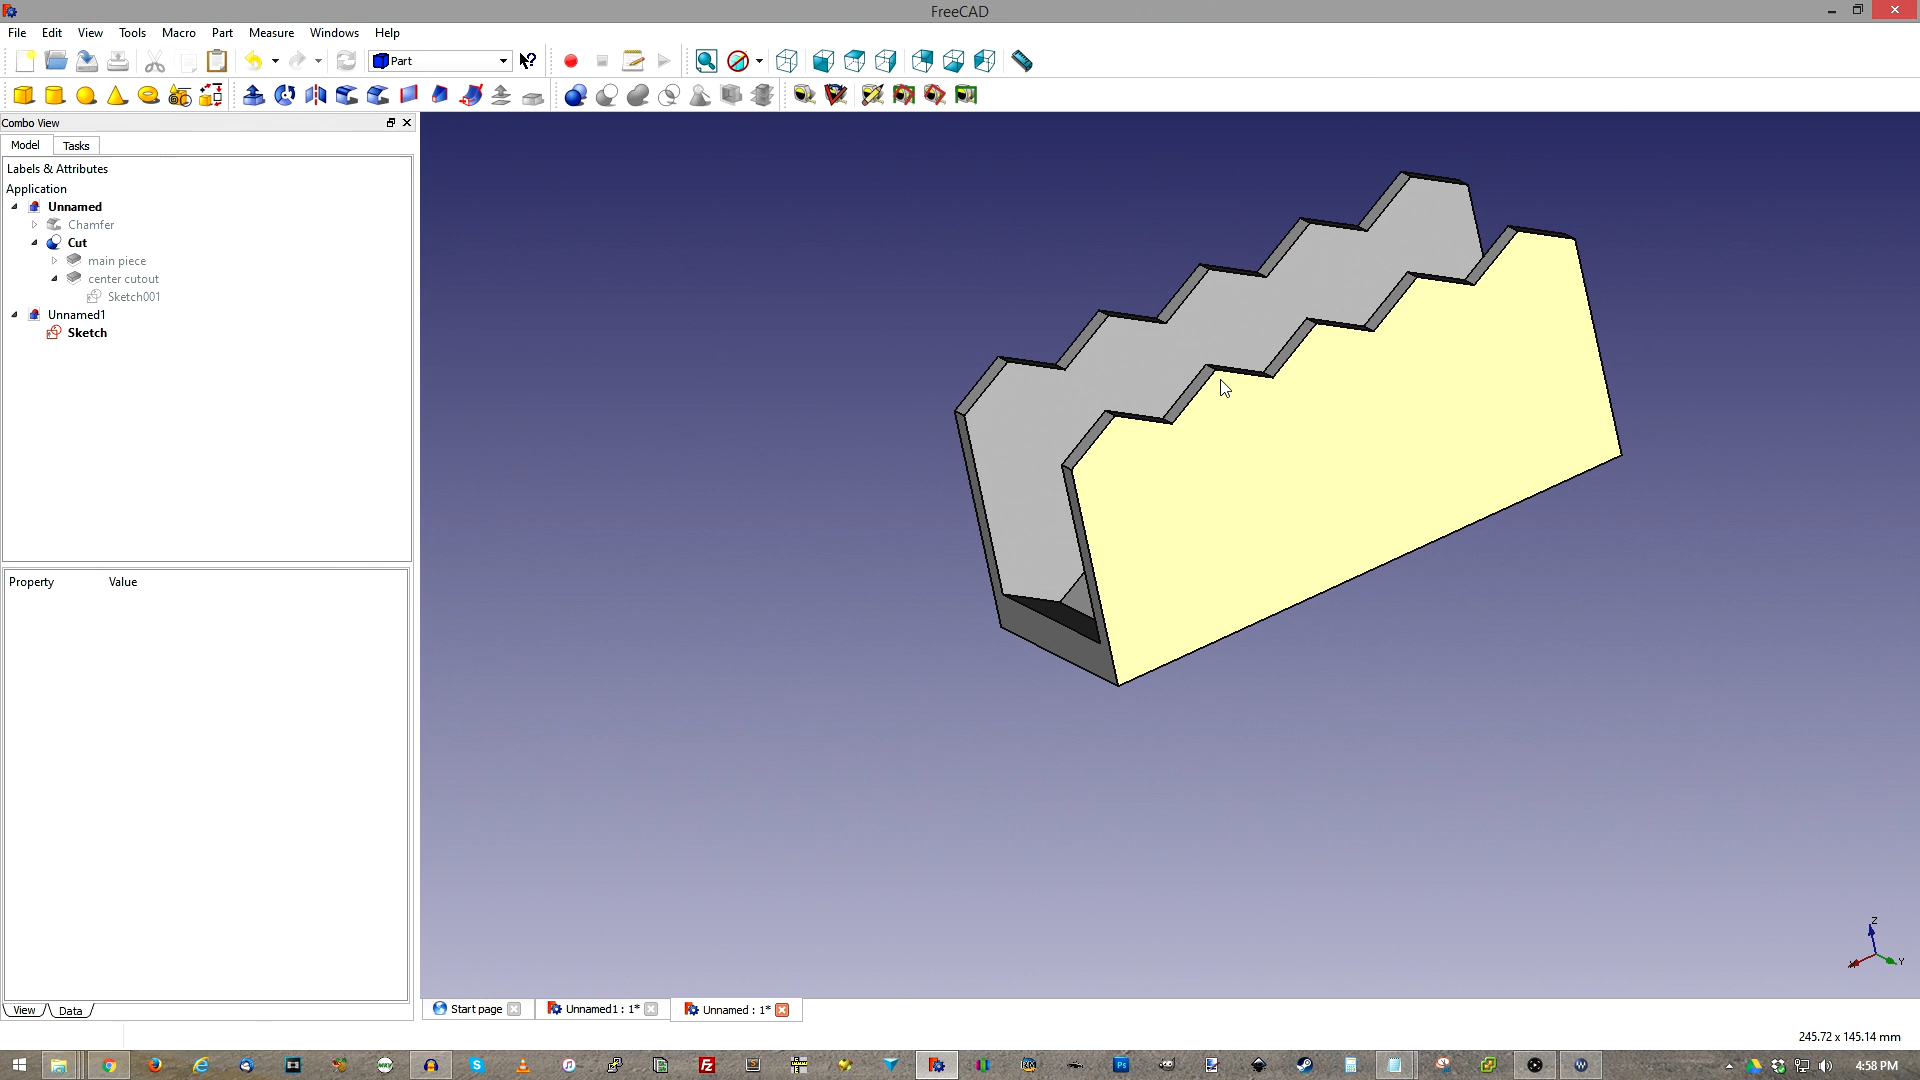 FreeCAD
File Edit View Tools Macro Part Measure Windows Help
Part
Combo View
Model Tasks
Labels & Attributes
Application
Unnamed
Chamfer
Cut
main piece
center cutout
Sketch001
Unnamed1
Sketch
Property Value
View Data
Start page Unnamed1 : 1* Unnamed : 1*
Z
Y
245.72 x 145.14 mm
4:58 PM